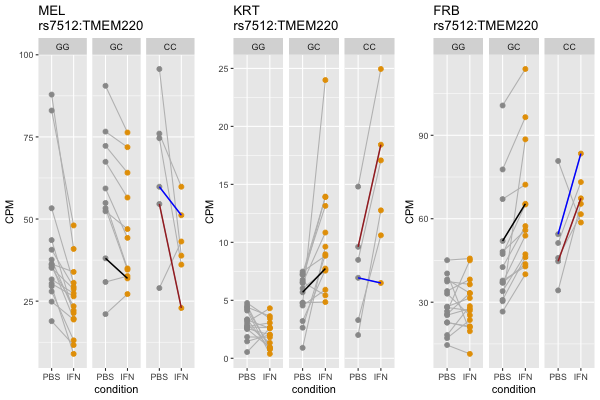 MEL
rs7512:TMEM220
GG GC CC
100
75
50
25
CPM
PBS IFN PBS IFN PBS IFN
condition
KRT
rs7512:TMEM220
GG GC CC
25
20
15
10
5
0
CPM
PBS IFN PBS IFN PBS IFN
condition
FRB
rs7512:TMEM220
GG GC CC
90
60
30
CPM
PBS IFN PBS IFN PBS IFN
condition